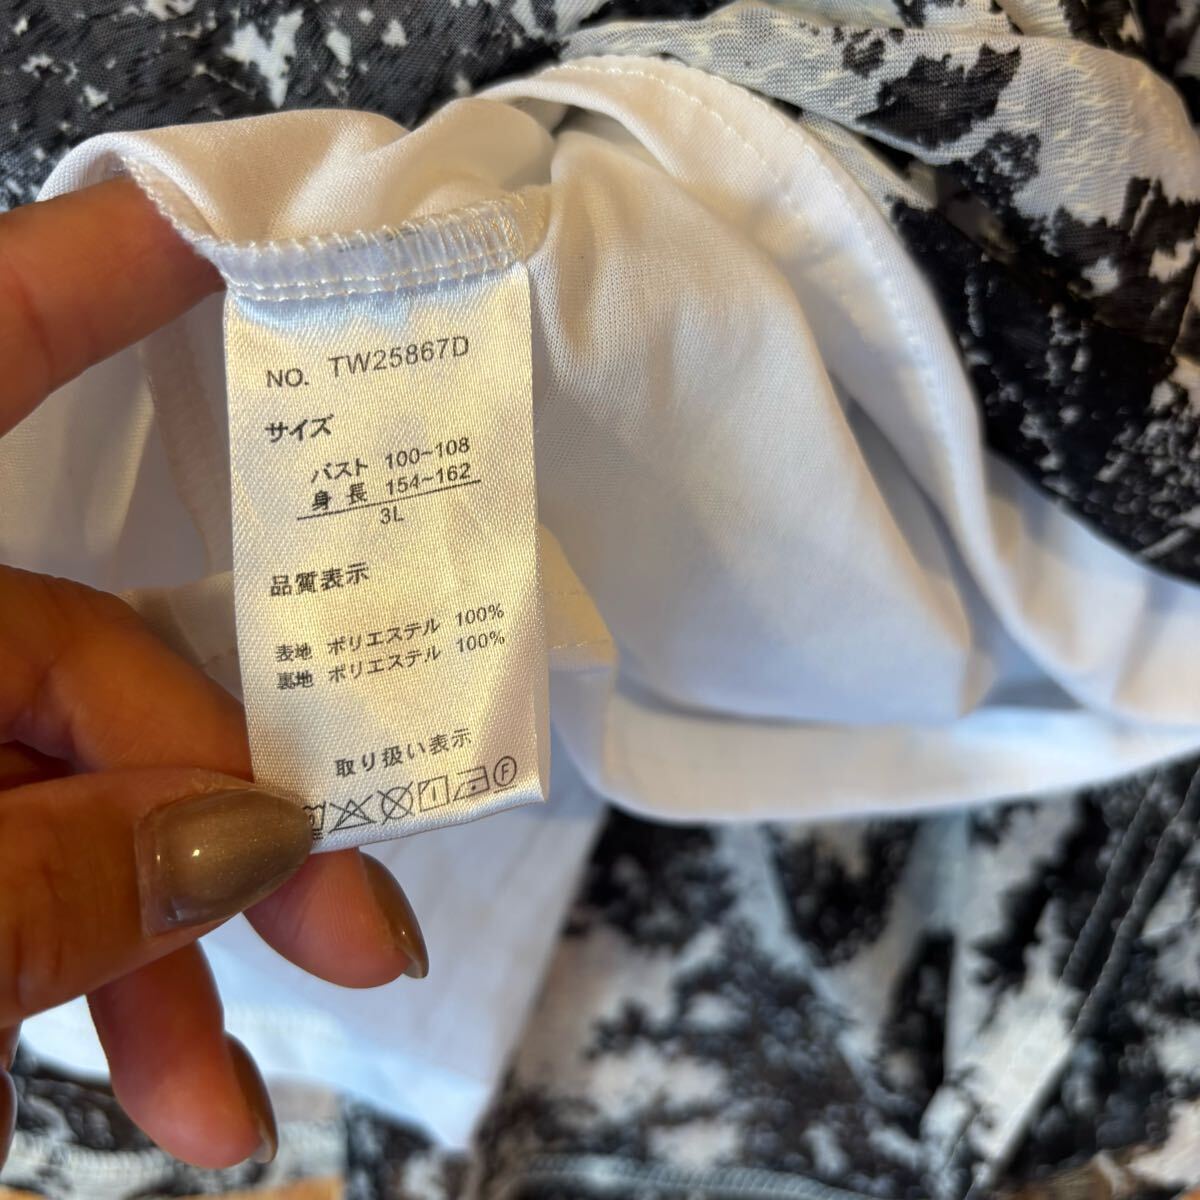 NO. TW25867D
サイズ
バスト 100~108
身長 154~162
3L
品質表示
表地 ポリエステル 100%
裏地 ポリエステル 100%
取り扱い表示
F